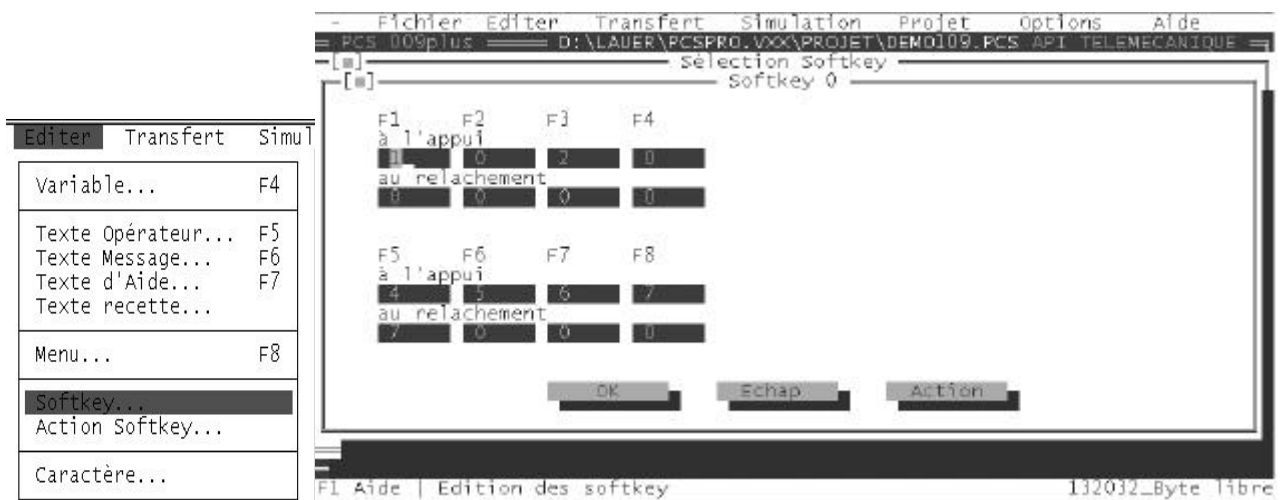 Editer Transfert Simul
Variable... F4
Texte Opérateur... F5
Texte Message... F6
Texte d'Aide... F7
Texte recette...
Menu... F8
Softkey...
Action Softkey...
Caractère...
Fichier Editer Transfert Simulation Projet Options Aide
PCS 009plus D:\LAUER\PCSPRO.VXX\PROJET\DEMO109.PCS API TELEMECANIQUE
Sélection Softkey
Softkey 0
F1 F2 F3 F4
à l'appui
0 2 0
au relachement
0 0 0 0
F5 F6 F7 F8
à l'appui
4 5 6 7
au relachement
7 0 0 0
OK Echap Action
F1 Aide | Edition des softkey 132032_Byte libre